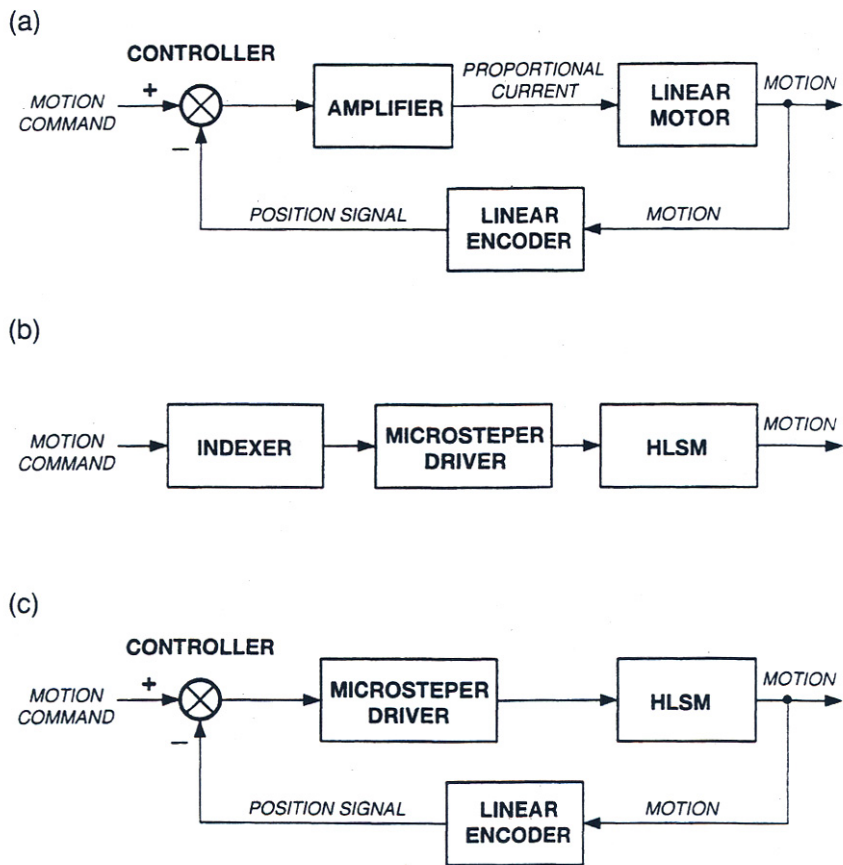 (a)
CONTROLLER
MOTION
COMMAND
+
−
AMPLIFIER
PROPORTIONAL
CURRENT
LINEAR
MOTOR
MOTION
POSITION SIGNAL
LINEAR
ENCODER
MOTION
(b)
MOTION
COMMAND
INDEXER
MICROSTEPER
DRIVER
HLSM
MOTION
(c)
CONTROLLER
MOTION
COMMAND
+
−
MICROSTEPER
DRIVER
HLSM
MOTION
POSITION SIGNAL
LINEAR
ENCODER
MOTION